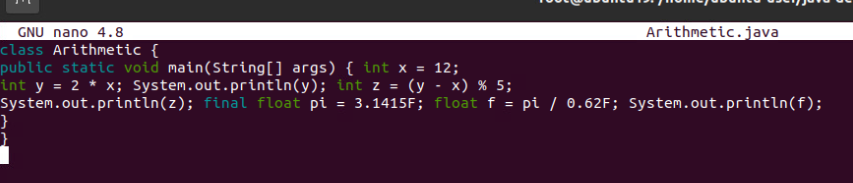 GNU nano 4.8 Arithmetic.java
class Arithmetic {
public static void main(String[] args) { int x = 12;
int y = 2 * x; System.out.println(y); int z = (y - x) % 5;
System.out.println(z); final float pi = 3.1415F; float f = pi / 0.62F; System.out.println(f);
}
}